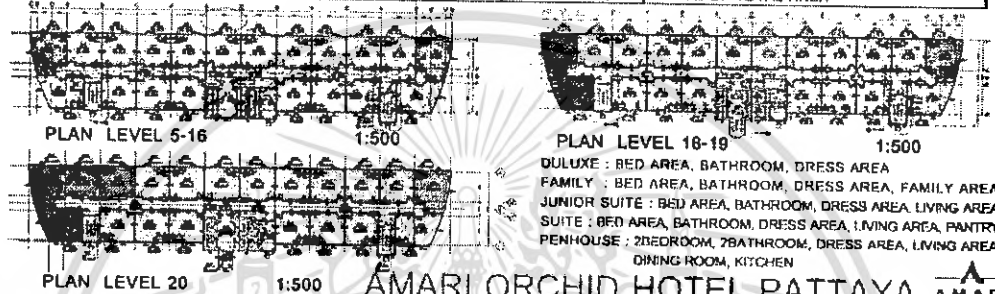 PLAN LEVEL 5-16 1:500
PLAN LEVEL 18-19 1:500
DULUXE : BED AREA, BATHROOM, DRESS AREA
FAMILY : BED AREA, BATHROOM, DRESS AREA, FAMILY AREA
JUNIOR SUITE : BED AREA, BATHROOM, DRESS AREA, LIVING AREA
SUITE : BED AREA, BATHROOM, DRESS AREA, LIVING AREA, PANTRY
PENHOUSE : 2BEDROOM, 2BATHROOM, DRESS AREA, LIVING AREA
DINING ROOM, KITCHEN
PLAN LEVEL 20 1:500
AMARI ORCHID HOTEL PATTAYA